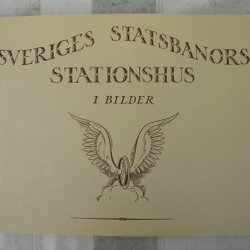 SVERIGES STATSBANORS
STATIONSHUS
I BILDER